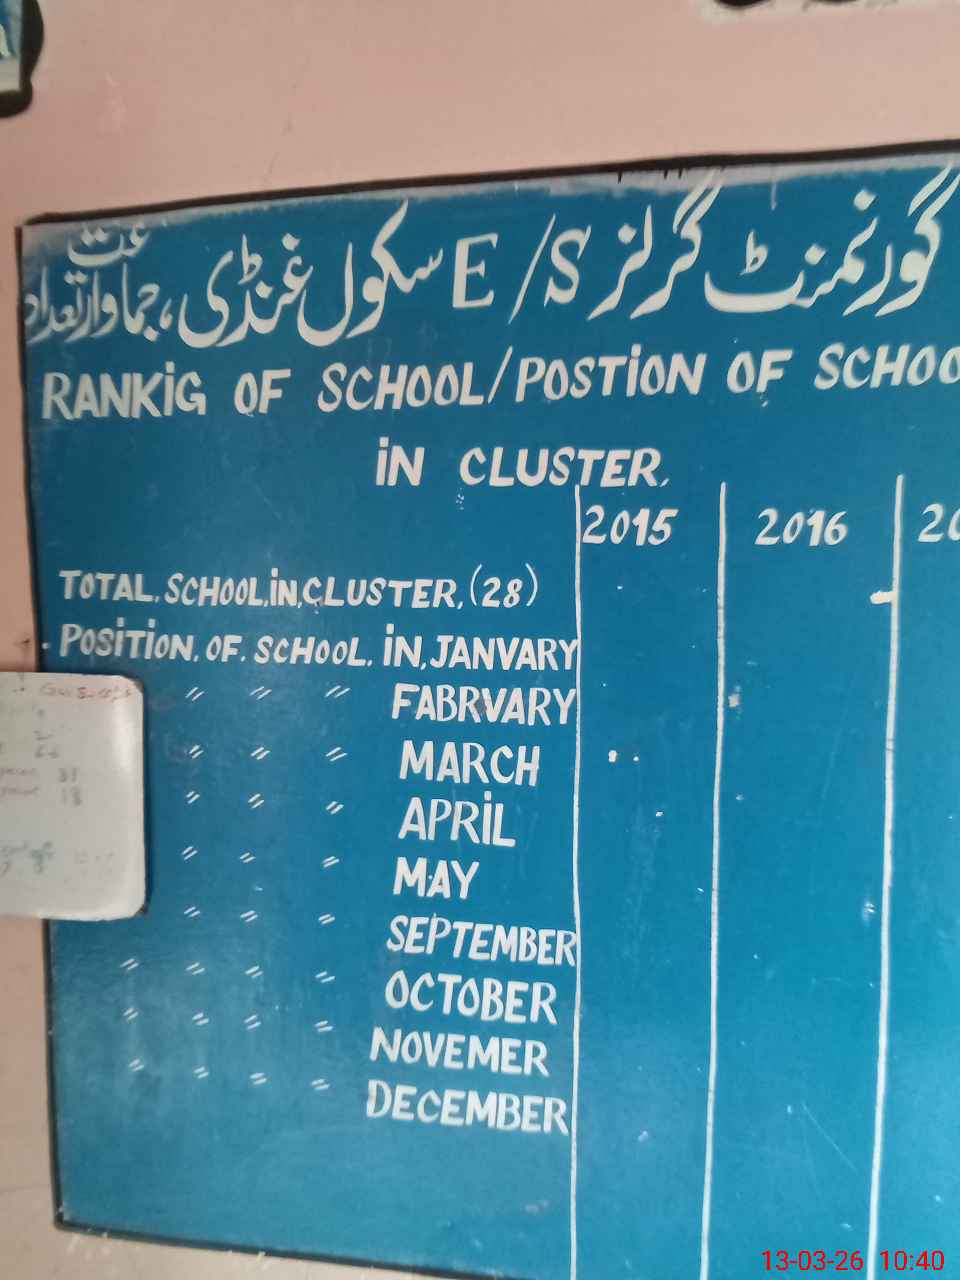 گورنمنٹ گرلز E/S سکول غنڈی، جماعت وار تعداد
RANKiG OF SCHOOL/POSTiON OF SCHOO
iN CLUSTER.
2015 2016 20
TOTAL. SCHOOL.iN.CLUSTER.(28)
POSiTiON. OF. SCHOOL. iN.JANVARY
〃 〃 〃 FABRVARY
〃 〃 〃 MARCH
〃 〃 〃 APRiL
〃 〃 〃 MAY
〃 〃 〃 SEPTEMBER
〃 〃 〃 〃 OCTOBER
〃 〃 〃 〃 NOVEMER
〃 〃 〃 〃 DECEMBER
13-03-26 10:40